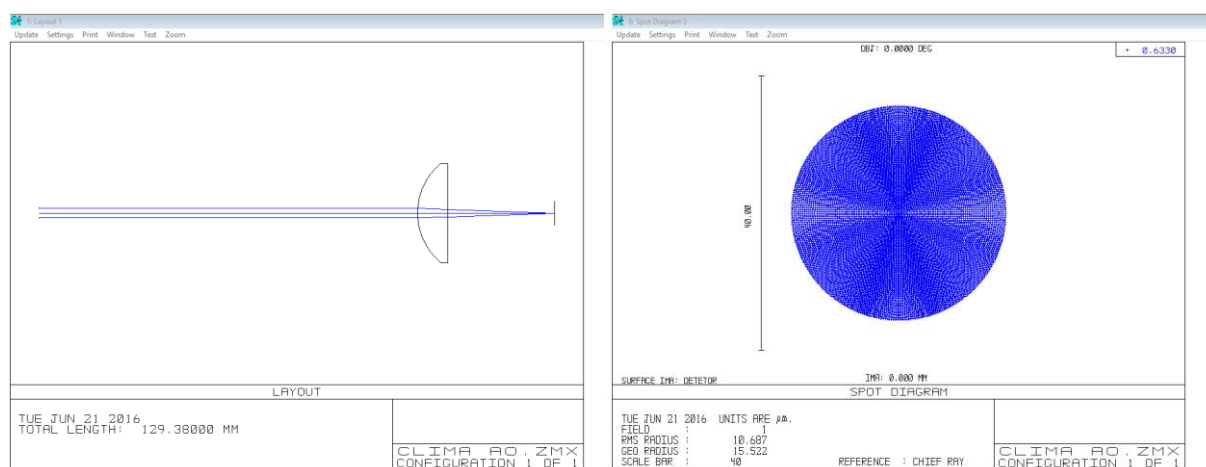 1: Layout 1
Update Settings Print Window Text Zoom
LAYOUT
TUE JUN 21 2016
TOTAL LENGTH: 129.38000 MM
CLIMA AO.ZMX
CONFIGURATION 1 OF 1
6: Spot Diagram 3
Update Settings Print Window Text Zoom
OBJ: 0.0000 DEG
+ 0.6330
40.00
SURFACE IMA: DETETOR
IMA: 0.000 MM
SPOT DIAGRAM
TUE JUN 21 2016 UNITS ARE µm.
FIELD : 1
RMS RADIUS : 10.687
GEO RADIUS : 15.522
SCALE BAR : 40 REFERENCE : CHIEF RAY
CLIMA AO.ZMX
CONFIGURATION 1 OF 1